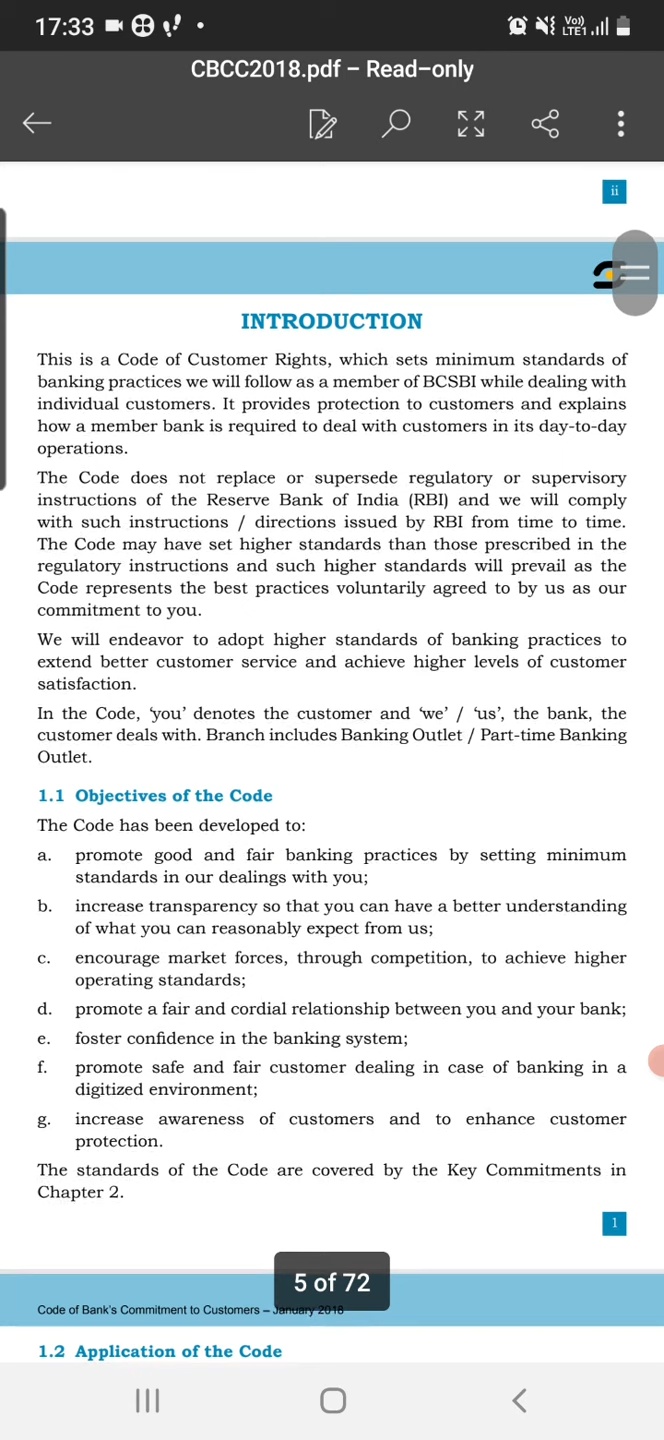 17:33
Vo))
LTE1
CBCC2018.pdf – Read-only
ii
INTRODUCTION
This is a Code of Customer Rights, which sets minimum standards of
banking practices we will follow as a member of BCSBI while dealing with
individual customers. It provides protection to customers and explains
how a member bank is required to deal with customers in its day-to-day
operations.
The Code does not replace or supersede regulatory or supervisory
instructions of the Reserve Bank of India (RBI) and we will comply
with such instructions / directions issued by RBI from time to time.
The Code may have set higher standards than those prescribed in the
regulatory instructions and such higher standards will prevail as the
Code represents the best practices voluntarily agreed to by us as our
commitment to you.
We will endeavor to adopt higher standards of banking practices to
extend better customer service and achieve higher levels of customer
satisfaction.
In the Code, ‘you’ denotes the customer and ‘we’ / ‘us’, the bank, the
customer deals with. Branch includes Banking Outlet / Part-time Banking
Outlet.
1.1 Objectives of the Code
The Code has been developed to:
a. promote good and fair banking practices by setting minimum
standards in our dealings with you;
b. increase transparency so that you can have a better understanding
of what you can reasonably expect from us;
c. encourage market forces, through competition, to achieve higher
operating standards;
d. promote a fair and cordial relationship between you and your bank;
e. foster confidence in the banking system;
f. promote safe and fair customer dealing in case of banking in a
digitized environment;
g. increase awareness of customers and to enhance customer
protection.
The standards of the Code are covered by the Key Commitments in
Chapter 2.
1
5 of 72
Code of Bank's Commitment to Customers – January 2018
1.2 Application of the Code